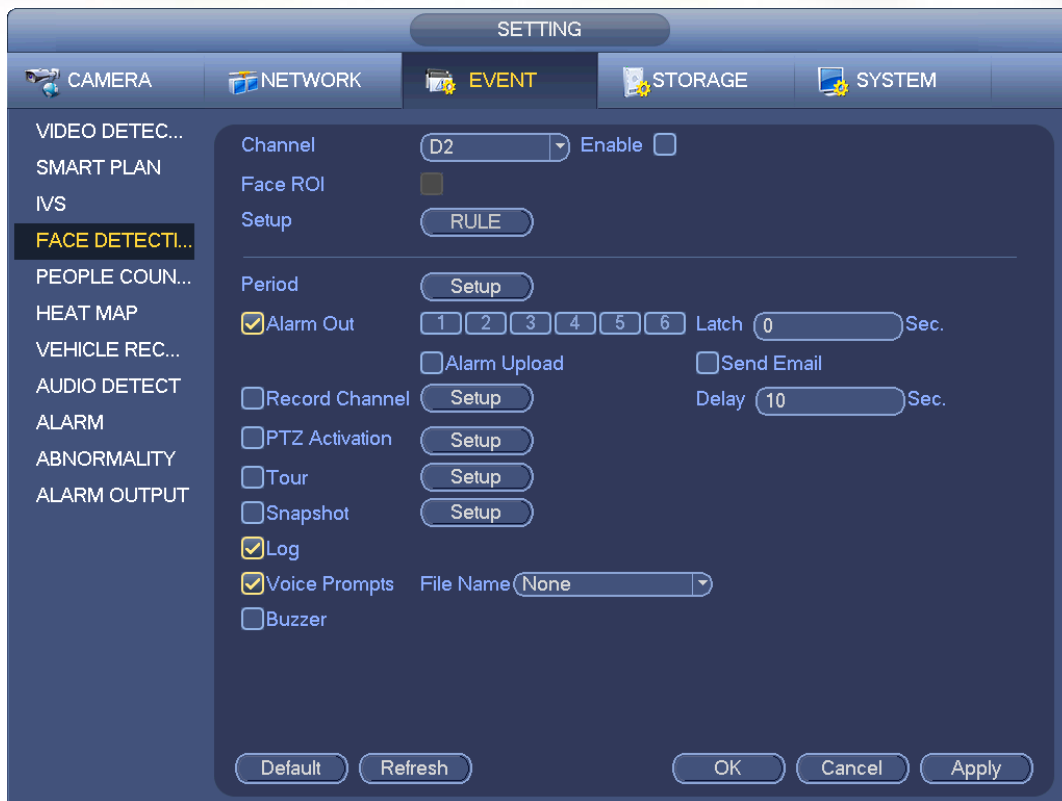 SETTING
CAMERA NETWORK EVENT STORAGE SYSTEM
VIDEO DETEC...
SMART PLAN
IVS
FACE DETECTI...
PEOPLE COUN...
HEAT MAP
VEHICLE REC...
AUDIO DETECT
ALARM
ABNORMALITY
ALARM OUTPUT
Channel D2 Enable
Face ROI
Setup RULE
Period Setup
Alarm Out 1 2 3 4 5 6 Latch 0 Sec.
Alarm Upload Send Email
Record Channel Setup Delay 10 Sec.
PTZ Activation Setup
Tour Setup
Snapshot Setup
Log
Voice Prompts File Name None
Buzzer
Default Refresh OK Cancel Apply